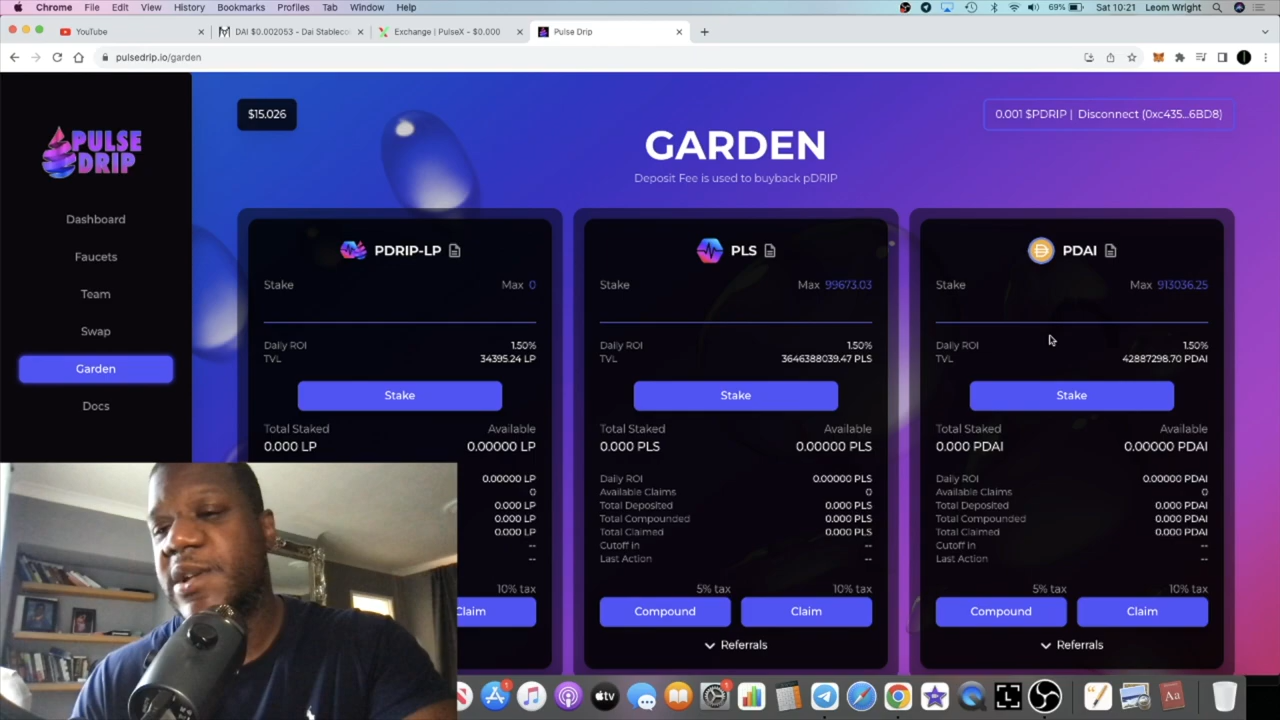 Chrome File Edit View History Bookmarks Profiles Tab Window Help 69% Sat 10:21 Leom Wright
YouTube DAI $0.002053 - Dai Stableco Exchange | PulseX - $0.000 Pulse Drip
pulsedrip.io/garden
PULSE
DRIP
Dashboard
Faucets
Team
Swap
Garden
Docs
$15.026
0.001 $PDRIP | Disconnect (0xc435...6BD8)
GARDEN
Deposit Fee is used to buyback pDRIP
PDRIP-LP
Stake Max 0
Daily ROI 1.50%
TVL 34395.24 LP
Stake
Total Staked Available
0.000 LP 0.00000 LP
0.00000 LP
0
0.000 LP
0.000 LP
0.000 LP
--
--
10% tax
Claim
PLS
Stake Max 99673.03
Daily ROI 1.50%
TVL 3646388039.47 PLS
Stake
Total Staked Available
0.000 PLS 0.00000 PLS
Daily ROI 0.00000 PLS
Available Claims 0
Total Deposited 0.000 PLS
Total Compounded 0.000 PLS
Total Claimed 0.000 PLS
Cutoff in --
Last Action --
5% tax 10% tax
Compound Claim
Referrals
PDAI
Stake Max 913036.25
Daily ROI 1.50%
TVL 42887298.70 PDAI
Stake
Total Staked Available
0.000 PDAI 0.00000 PDAI
Daily ROI 0.00000 PDAI
Available Claims 0
Total Deposited 0.000 PDAI
Total Compounded 0.000 PDAI
Total Claimed 0.000 PDAI
Cutoff in --
Last Action --
5% tax 10% tax
Compound Claim
Referrals
tv
Aa